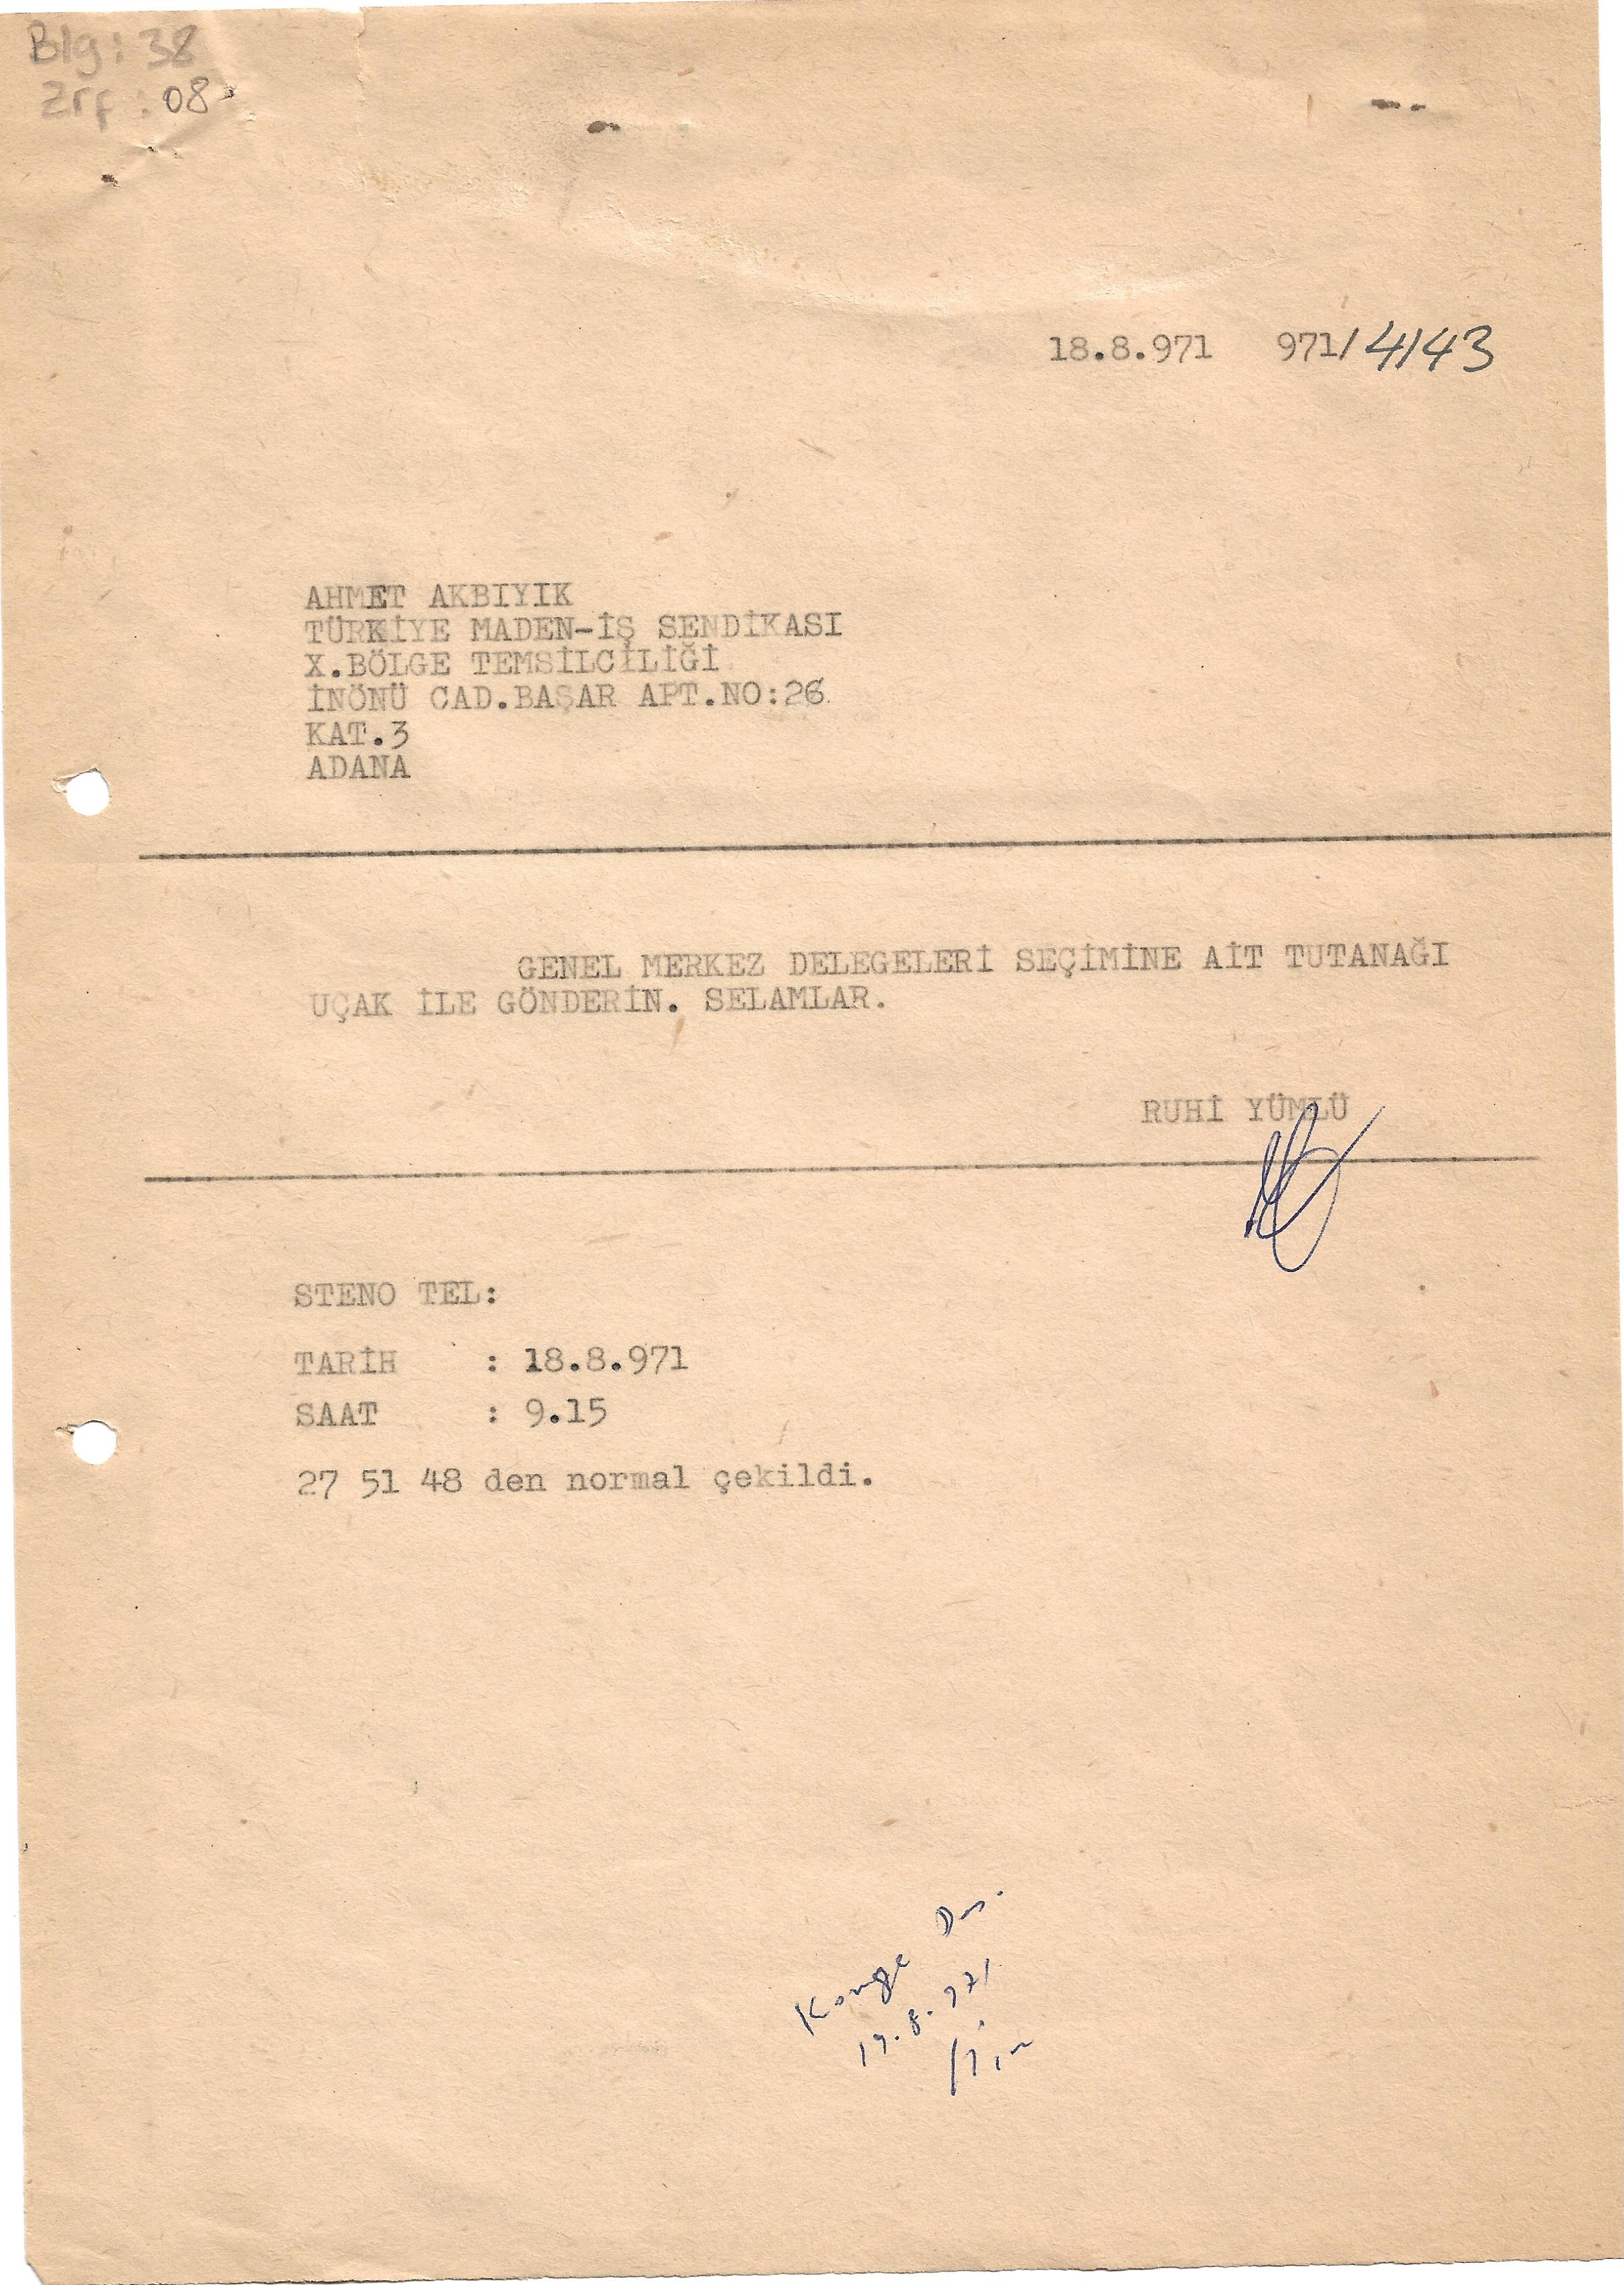 Blg: 38
Zrf: 08
18.8.971 971/4143
AHMET AKBIYIK
TÜRKİYE MADEN-İŞ SENDİKASI
X.BÖLGE TEMSİLCİLİĞİ
İNÖNÜ CAD.BAŞAR APT.NO:26
KAT.3
ADANA
GENEL MERKEZ DELEGELERİ SEÇİMİNE AİT TUTANAĞI
UÇAK İLE GÖNDERİN. SELAMLAR.
RUHİ YÜMLÜ
STENO TEL:
TARİH : 18.8.971
SAAT : 9.15
27 51 48 den normal çekildi.
Konge Dos.
19.8.971